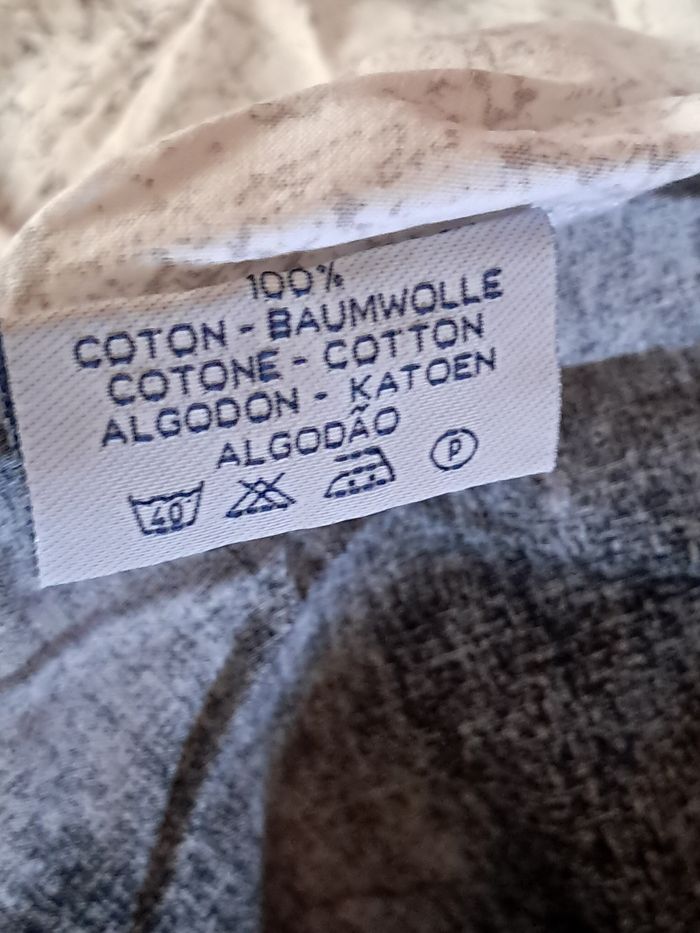 100%
COTON - BAUMWOLLE
COTONE - COTTON
ALGODON - KATOEN
ALGODÃO
40 P